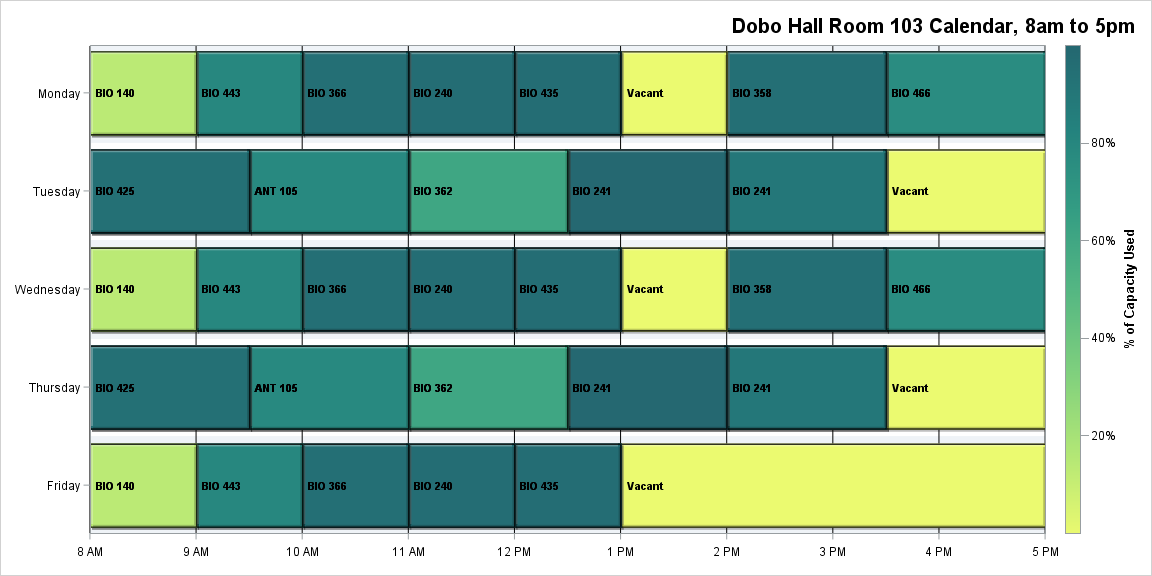 Dobo Hall Room 103 Calendar, 8am to 5pm
Monday
BIO 140
BIO 443
BIO 366
BIO 240
BIO 435
Vacant
BIO 358
BIO 466
Tuesday
BIO 425
ANT 105
BIO 362
BIO 241
BIO 241
Vacant
Wednesday
BIO 140
BIO 443
BIO 366
BIO 240
BIO 435
Vacant
BIO 358
BIO 466
Thursday
BIO 425
ANT 105
BIO 362
BIO 241
BIO 241
Vacant
Friday
BIO 140
BIO 443
BIO 366
BIO 240
BIO 435
Vacant
8 AM
9 AM
10 AM
11 AM
12 PM
1 PM
2 PM
3 PM
4 PM
5 PM
80%
60%
40%
20%
% of Capacity Used